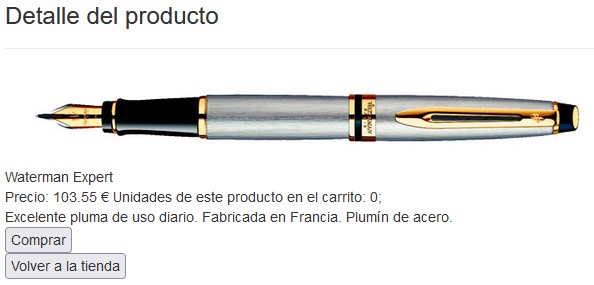 Detalle del producto
WATERMAN
Waterman Expert
Precio: 103.55 € Unidades de este producto en el carrito: 0;
Excelente pluma de uso diario. Fabricada en Francia. Plumín de acero.
Comprar
Volver a la tienda